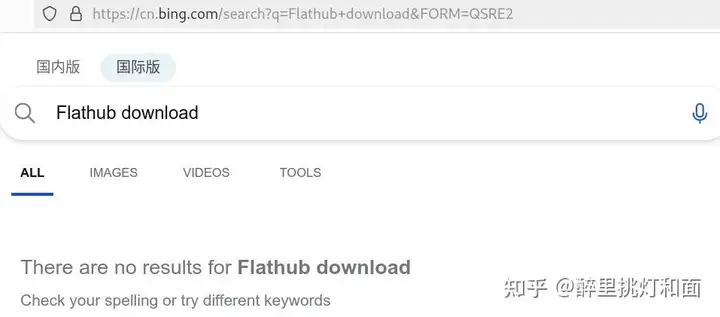 https://cn.bing.com/search?q=Flathub+download&FORM=QSRE2
国内版 国际版
Flathub download
ALL IMAGES VIDEOS TOOLS
There are no results for Flathub download
Check your spelling or try different keywords
知乎 @醉里挑灯和面